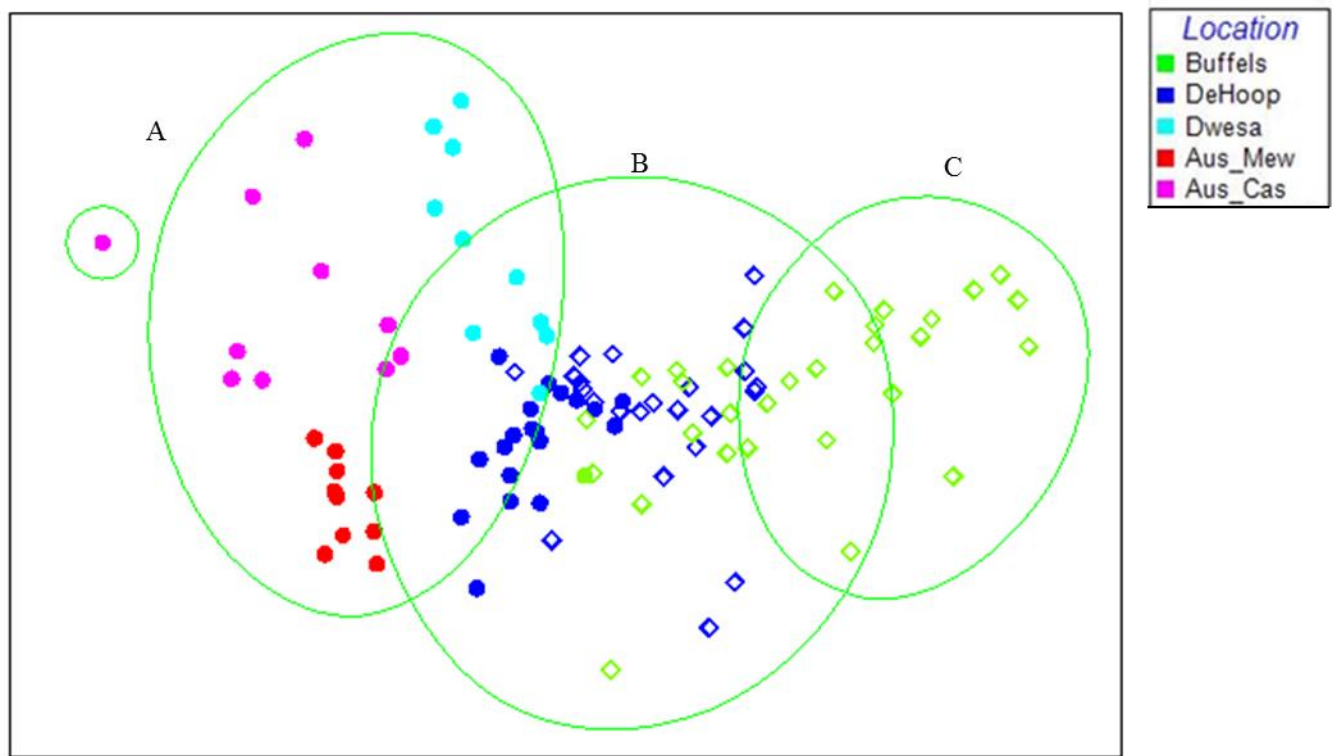 A
B
C
Location
Buffels
DeHoop
Dwesa
Aus_Mew
Aus_Cas